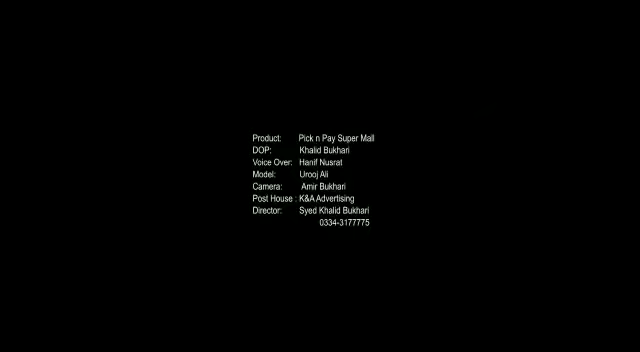 Product: Pick n Pay Super Mall
DOP: Khalid Bukhari
Voice Over: Hanif Nusrat
Model: Urooj Ali
Camera: Amir Bukhari
Post House : K&A Advertising
Director: Syed Khalid Bukhari
0334-3177775